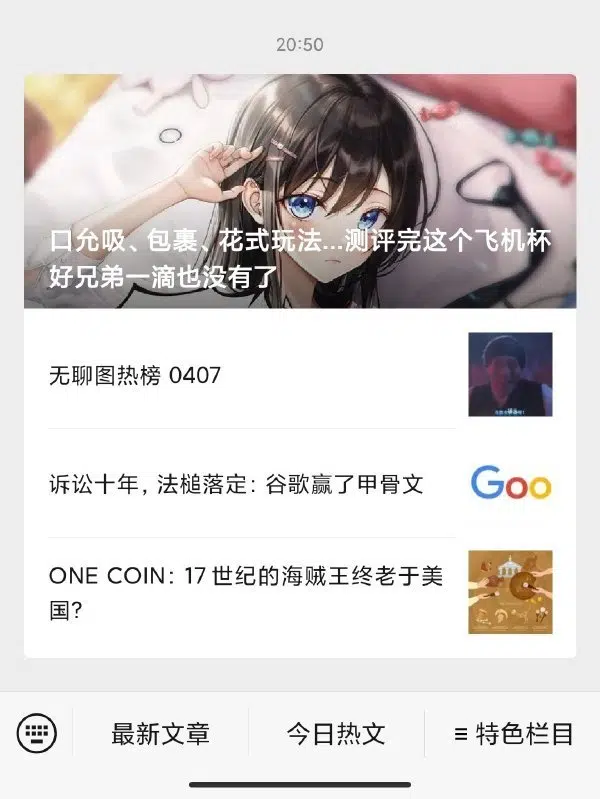 20:50
口允吸、包裹、花式玩法...测评完这个飞机杯
好兄弟一滴也没有了
无聊图热榜 0407
诉讼十年，法槌落定：谷歌赢了甲骨文
Goo
ONE COIN：17 世纪的海贼王终老于美
国？
最新文章
今日热文
≡ 特色栏目